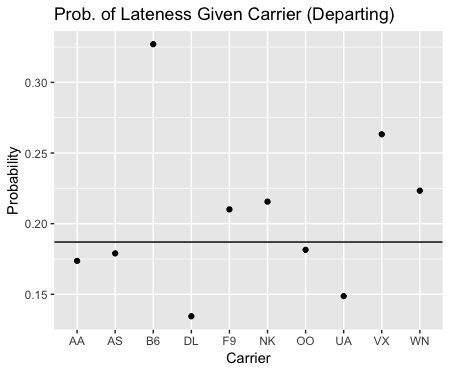 Prob. of Lateness Given Carrier (Departing)
Probability
0.30
0.25
0.20
0.15
AA AS B6 DL F9 NK OO UA VX WN
Carrier